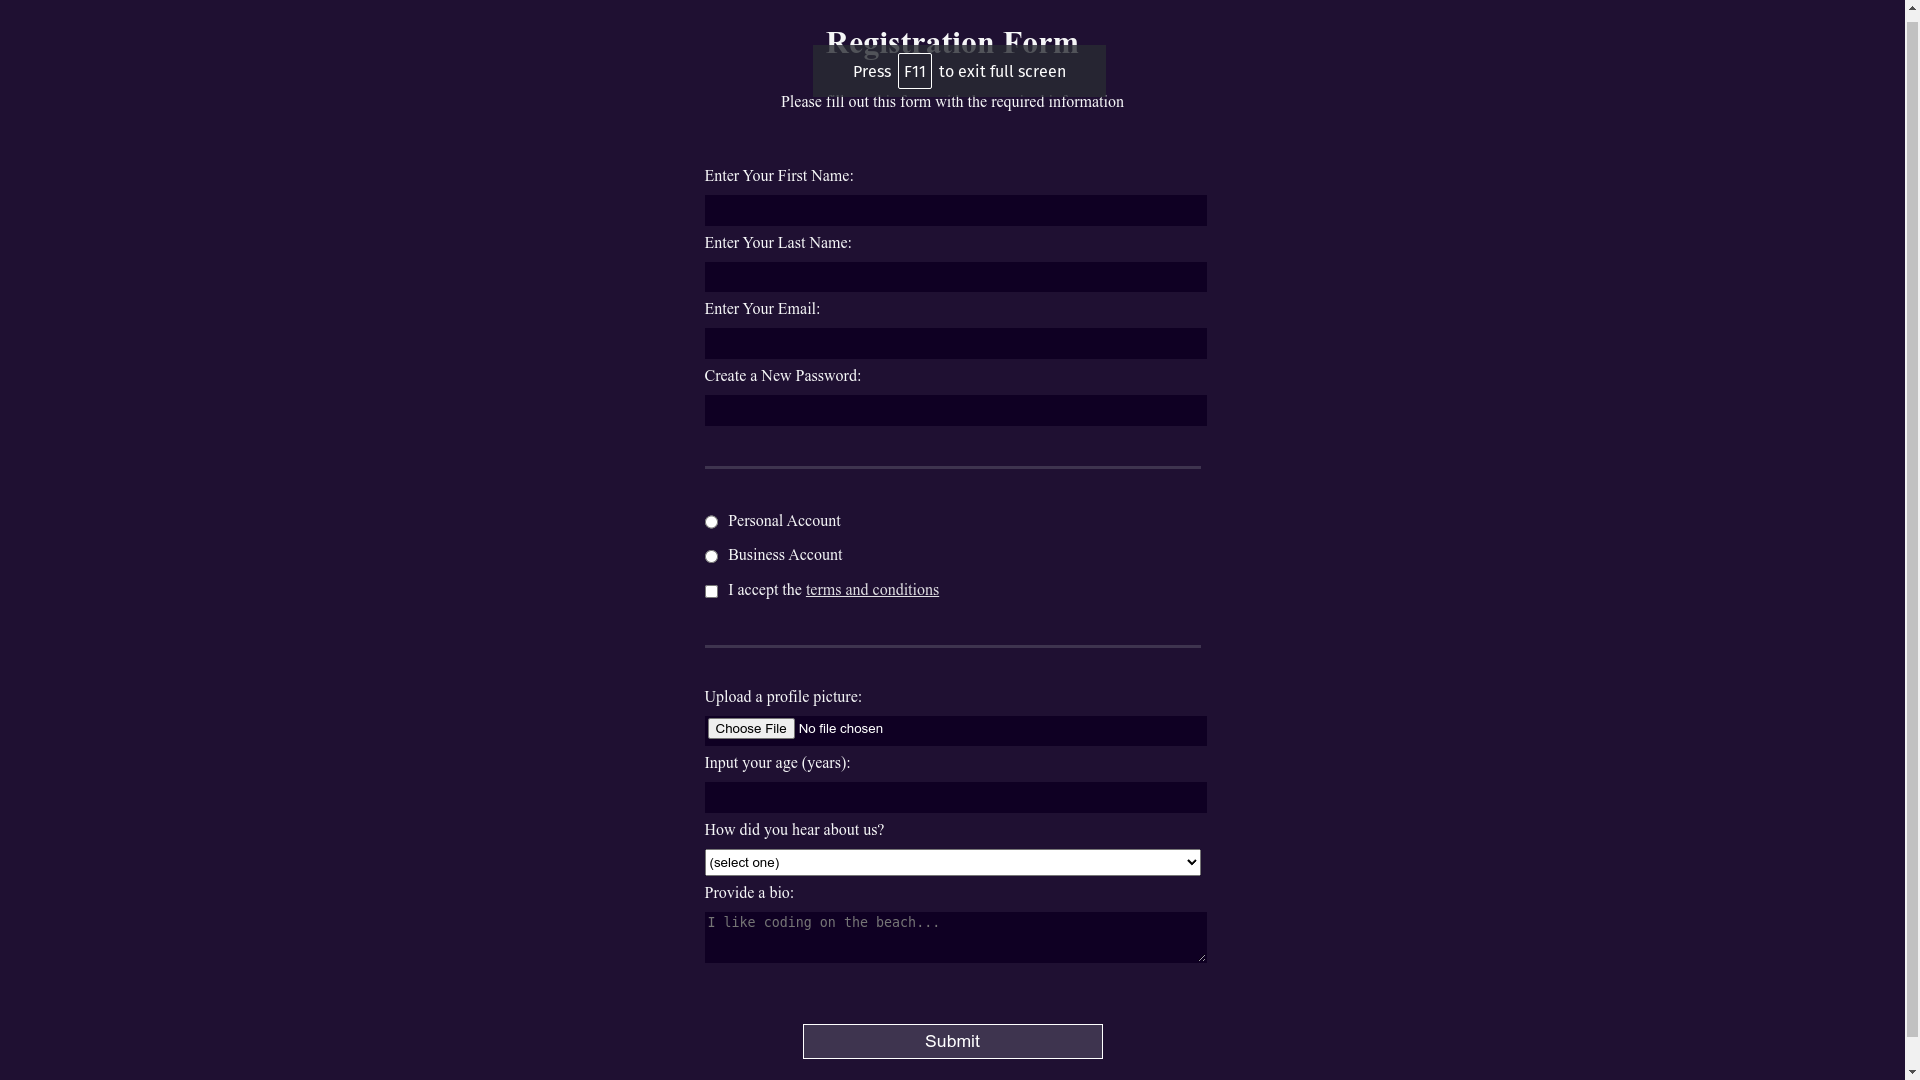 Registration Form
Press F11 to exit full screen
Please fill out this form with the required information
Enter Your First Name:
Enter Your Last Name:
Enter Your Email:
Create a New Password:
Personal Account
Business Account
I accept the terms and conditions
Upload a profile picture:
Choose File No file chosen
Input your age (years):
How did you hear about us?
(select one)
Provide a bio:
I like coding on the beach...
Submit